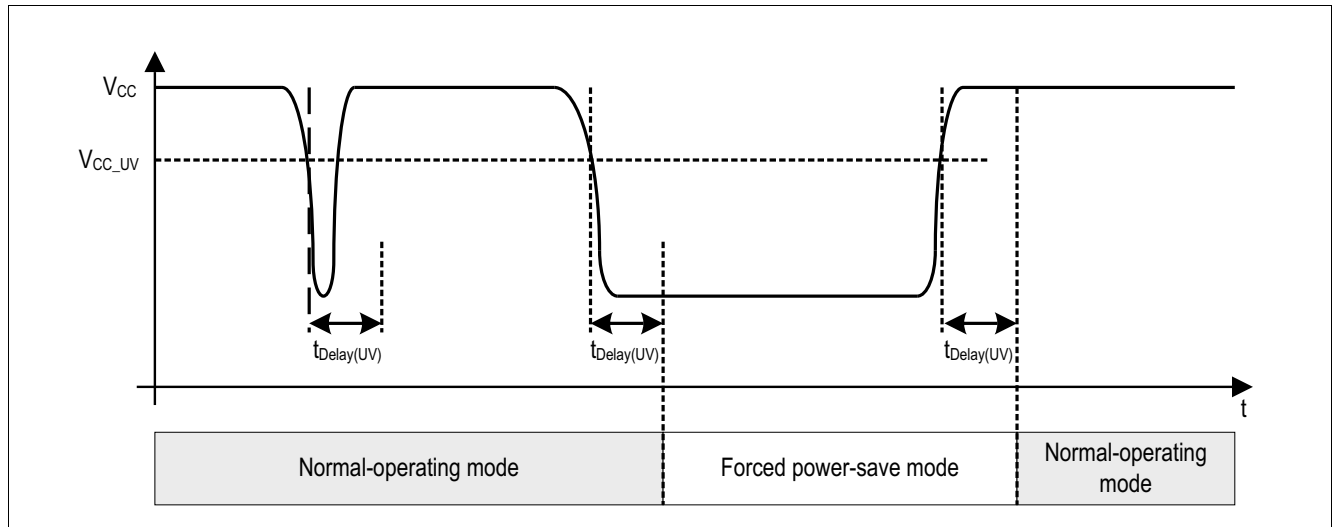 VCC
VCC_UV
tDelay(UV)
tDelay(UV)
tDelay(UV)
t
Normal-operating mode
Forced power-save mode
Normal-operating
mode